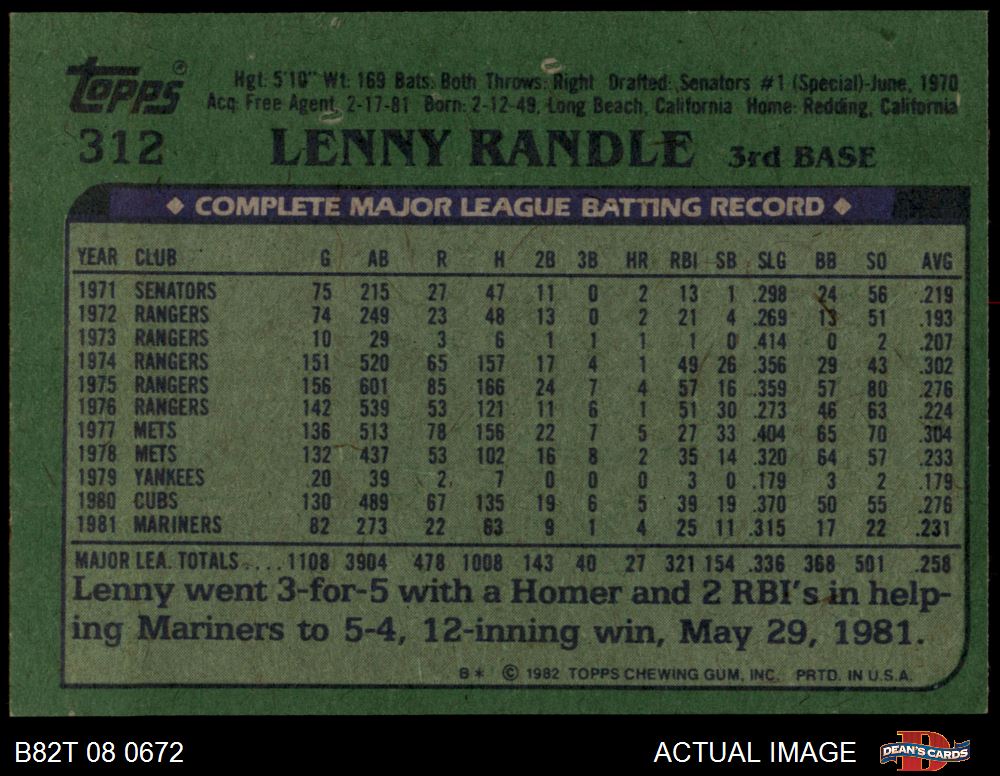 Topps ® Hgt: 5'10" Wt: 169 Bats: Both Throws: Right Drafted: Senators #1 (Special)-June, 1970
Acq: Free Agent, 2-17-81 Born: 2-12-49, Long Beach, California Home: Redding, California
312 LENNY RANDLE 3rd BASE
◆ COMPLETE MAJOR LEAGUE BATTING RECORD ◆
YEAR CLUB G AB R H 2B 3B HR RBI SB SLG BB SO AVG
1971 SENATORS 75 215 27 47 11 0 2 13 1 .298 24 56 .219
1972 RANGERS 74 249 23 48 13 0 2 21 4 .269 13 51 .193
1973 RANGERS 10 29 3 6 1 1 1 1 0 .414 0 2 .207
1974 RANGERS 151 520 65 157 17 4 1 49 26 .356 29 43 .302
1975 RANGERS 156 601 85 166 24 7 4 57 16 .359 57 80 .276
1976 RANGERS 142 539 53 121 11 6 1 51 30 .273 46 63 .224
1977 METS 136 513 78 156 22 7 5 27 33 .404 65 70 .304
1978 METS 132 437 53 102 16 8 2 35 14 .320 64 57 .233
1979 YANKEES 20 39 2 7 0 0 0 3 0 .179 3 2 .179
1980 CUBS 130 489 67 135 19 6 5 39 19 .370 50 55 .276
1981 MARINERS 82 273 22 63 9 1 4 25 11 .315 17 22 .231
MAJOR LEA. TOTALS.... 1108 3904 478 1008 143 40 27 321 154 .336 368 501 .258
Lenny went 3-for-5 with a Homer and 2 RBI's in help-
ing Mariners to 5-4, 12-inning win, May 29, 1981.
B* © 1982 TOPPS CHEWING GUM, INC. PRTD. IN U.S.A.
B82T 08 0672 ACTUAL IMAGE DEAN'S CARDS